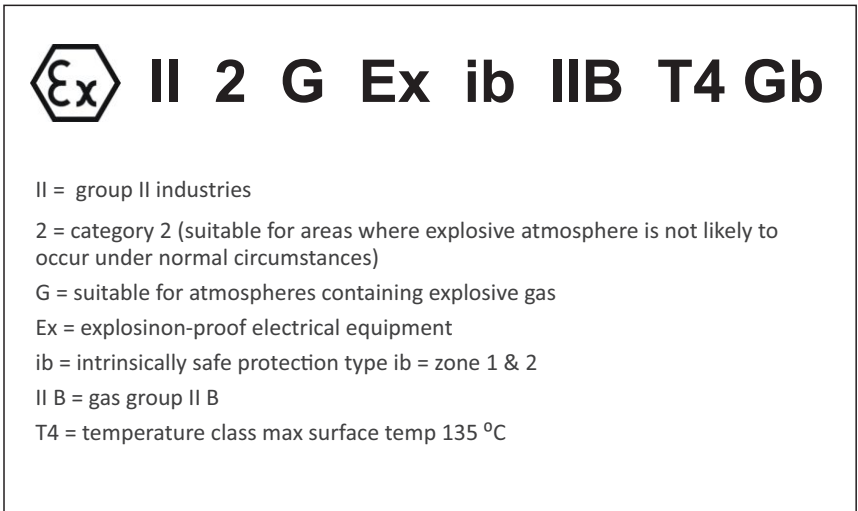 Ex II 2 G Ex ib IIB T4 Gb
II = group II industries
2 = category 2 (suitable for areas where explosive atmosphere is not likely to
occur under normal circumstances)
G = suitable for atmospheres containing explosive gas
Ex = explosinon-proof electrical equipment
ib = intrinsically safe protection type ib = zone 1 & 2
II B = gas group II B
T4 = temperature class max surface temp 135 ⁰C